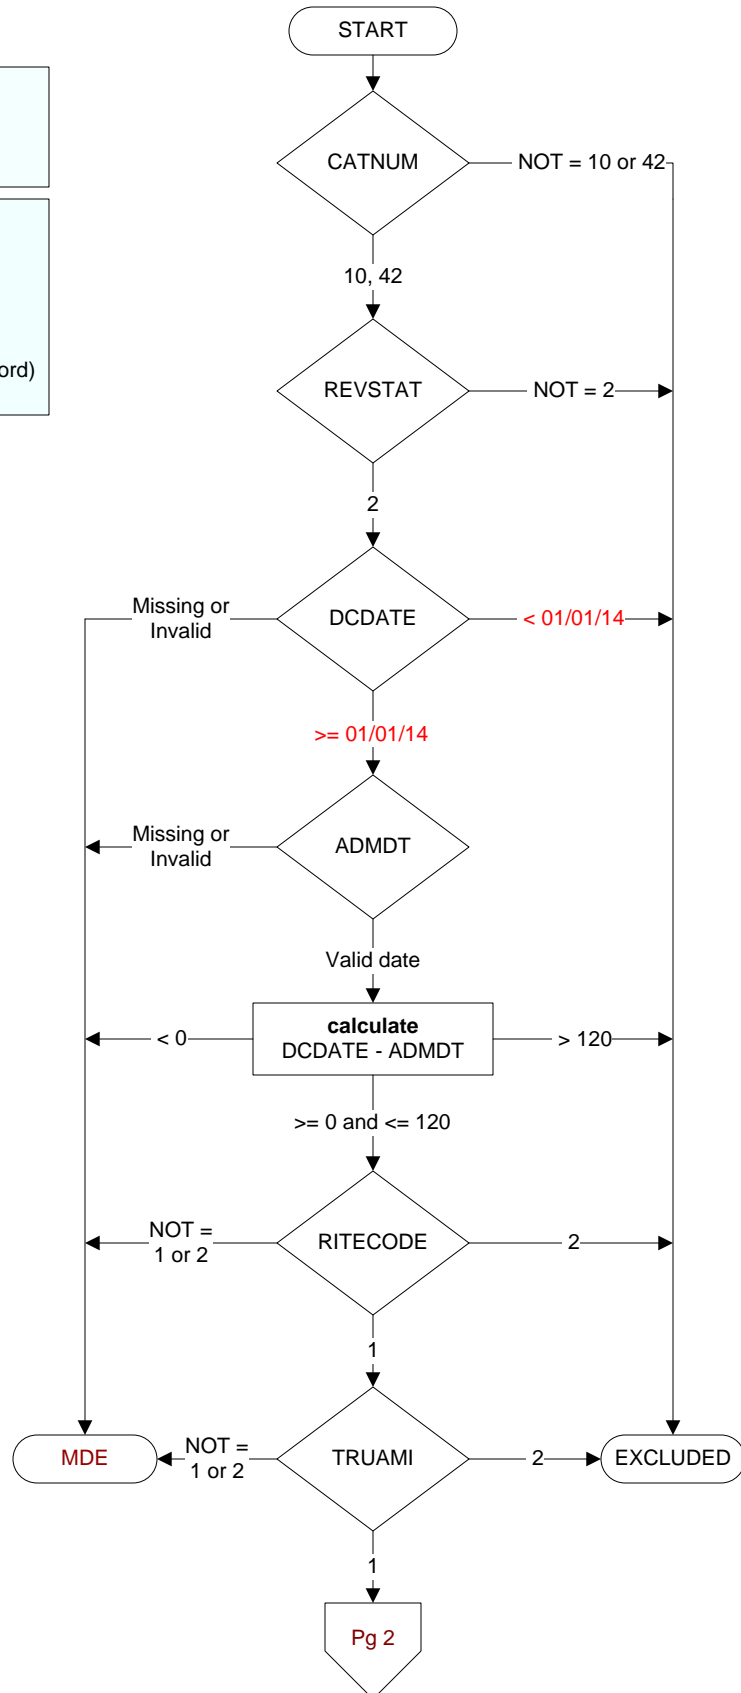 START
CATNUM
NOT = 10 or 42
10, 42
ord)
REVSTAT
NOT = 2
2
Missing or
Invalid
DCDATE
< 01/01/14
>= 01/01/14
Missing or
Invalid
ADMDT
Valid date
< 0
calculate
DCDATE - ADMDT
> 120
>= 0 and <= 120
NOT =
1 or 2
RITECODE
2
1
MDE
NOT =
1 or 2
TRUAMI
2
EXCLUDED
1
Pg 2